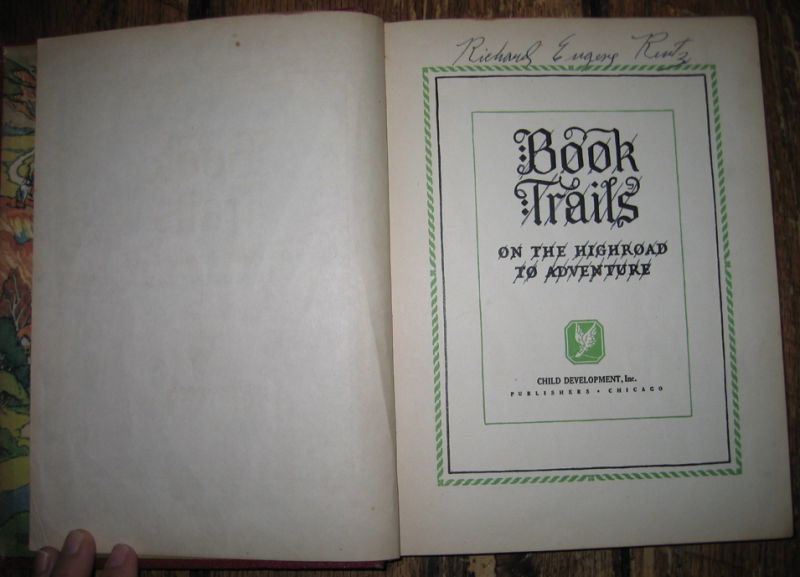 Richard Eugene Rentz
Book
Trails
ON THE HIGHROAD
TO ADVENTURE
CHILD DEVELOPMENT, Inc.
PUBLISHERS • CHICAGO